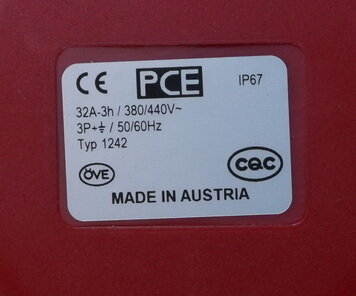 CE PCE IP67
32A-3h / 380/440V~
3P+⏚ / 50/60Hz
Typ 1242
ÖVE CQC
MADE IN AUSTRIA